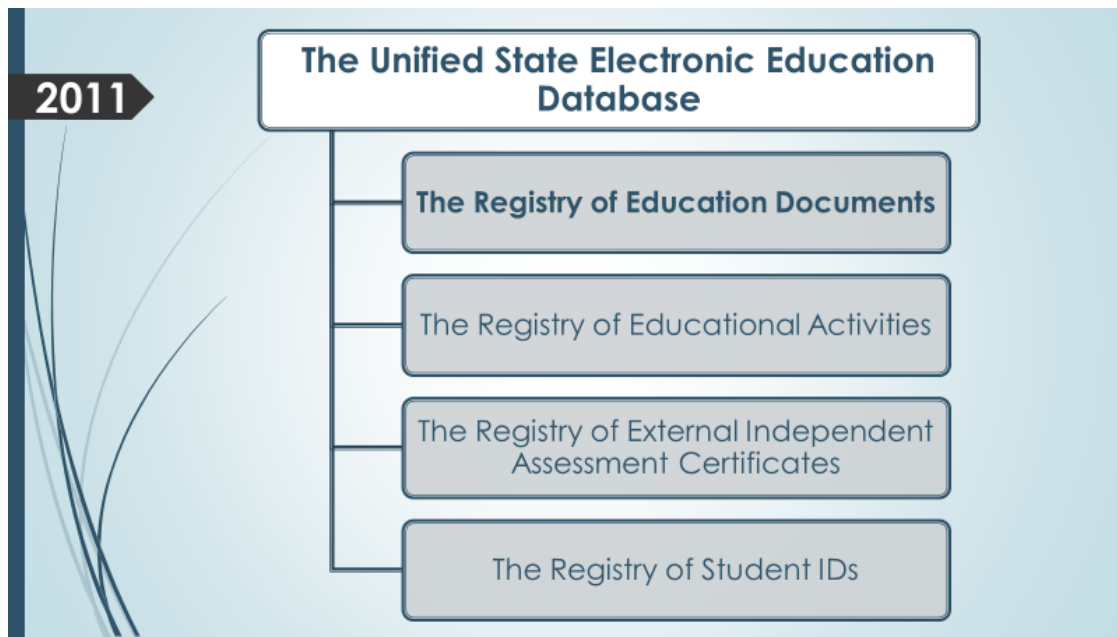 The Unified State Electronic Education
Database
2011
The Registry of Education Documents
The Registry of Educational Activities
The Registry of External Independent
Assessment Certificates
The Registry of Student IDs